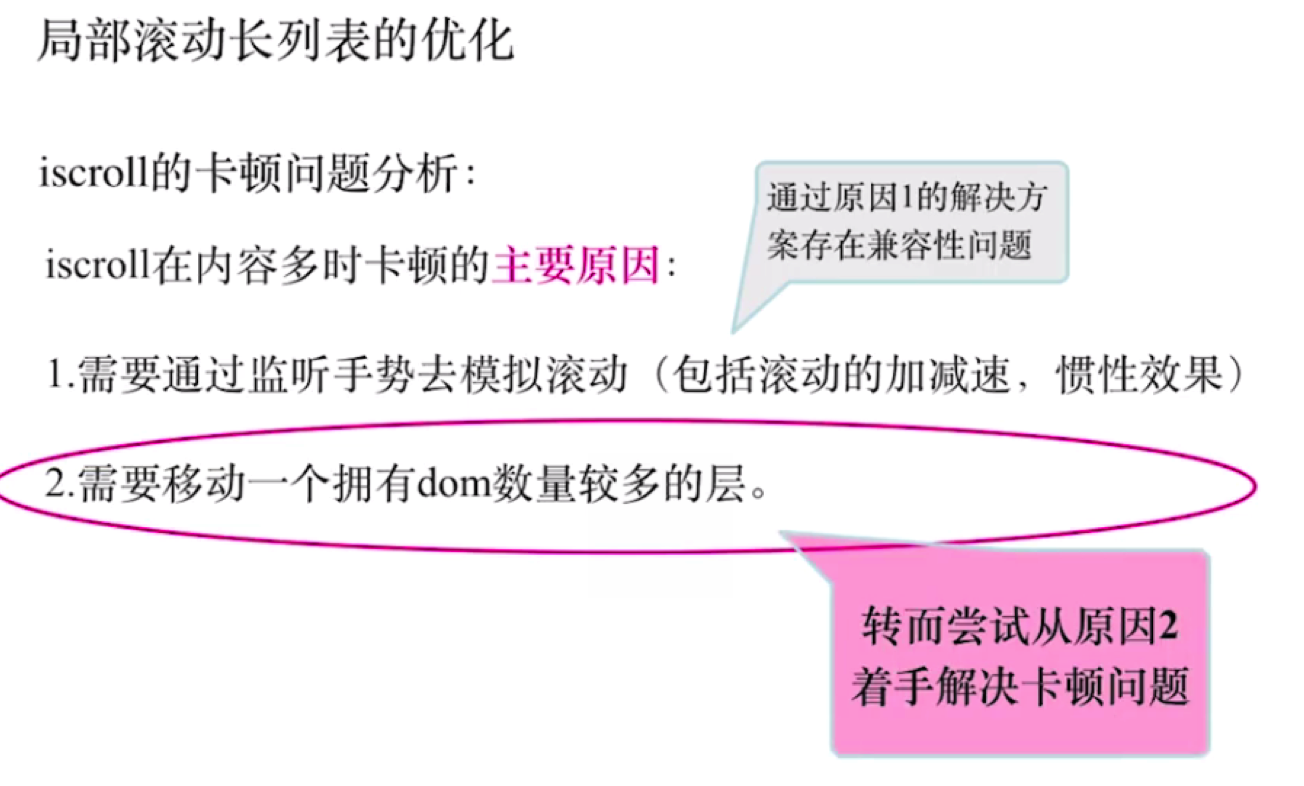 局部滚动长列表的优化
iscroll的卡顿问题分析：
通过原因1的解决方
案存在兼容性问题
iscroll在内容多时卡顿的主要原因：
1.需要通过监听手势去模拟滚动（包括滚动的加减速，惯性效果）
2.需要移动一个拥有dom数量较多的层。
转而尝试从原因2
着手解决卡顿问题